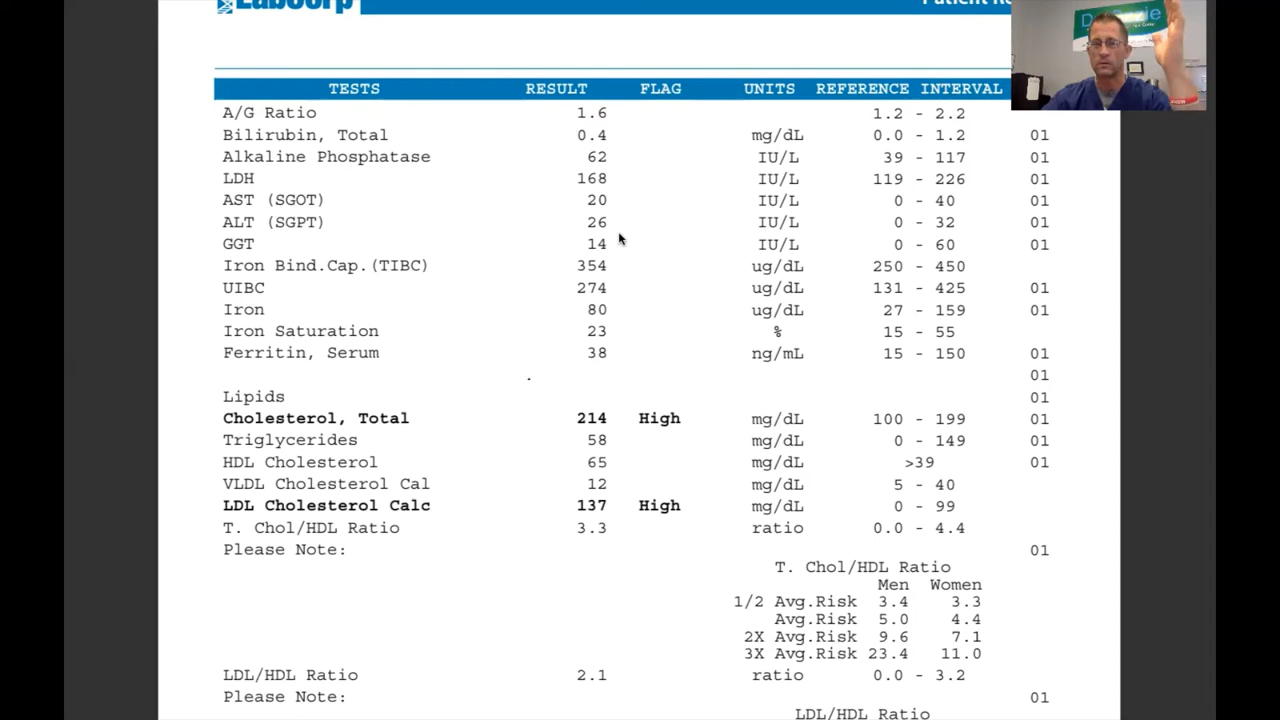 LabCorp
TESTS RESULT FLAG UNITS REFERENCE INTERVAL
A/G Ratio 1.6 1.2 - 2.2
Bilirubin, Total 0.4 mg/dL 0.0 - 1.2 01
Alkaline Phosphatase 62 IU/L 39 - 117 01
LDH 168 IU/L 119 - 226 01
AST (SGOT) 20 IU/L 0 - 40 01
ALT (SGPT) 26 IU/L 0 - 32 01
GGT 14 IU/L 0 - 60 01
Iron Bind.Cap.(TIBC) 354 ug/dL 250 - 450
UIBC 274 ug/dL 131 - 425 01
Iron 80 ug/dL 27 - 159 01
Iron Saturation 23 % 15 - 55
Ferritin, Serum 38 ng/mL 15 - 150 01
. 01
Lipids 01
Cholesterol, Total 214 High mg/dL 100 - 199 01
Triglycerides 58 mg/dL 0 - 149 01
HDL Cholesterol 65 mg/dL >39 01
VLDL Cholesterol Cal 12 mg/dL 5 - 40
LDL Cholesterol Calc 137 High mg/dL 0 - 99
T. Chol/HDL Ratio 3.3 ratio 0.0 - 4.4
Please Note: 01
T. Chol/HDL Ratio
Men Women
1/2 Avg.Risk 3.4 3.3
Avg.Risk 5.0 4.4
2X Avg.Risk 9.6 7.1
3X Avg.Risk 23.4 11.0
LDL/HDL Ratio 2.1 ratio 0.0 - 3.2
Please Note: 01
LDL/HDL Ratio